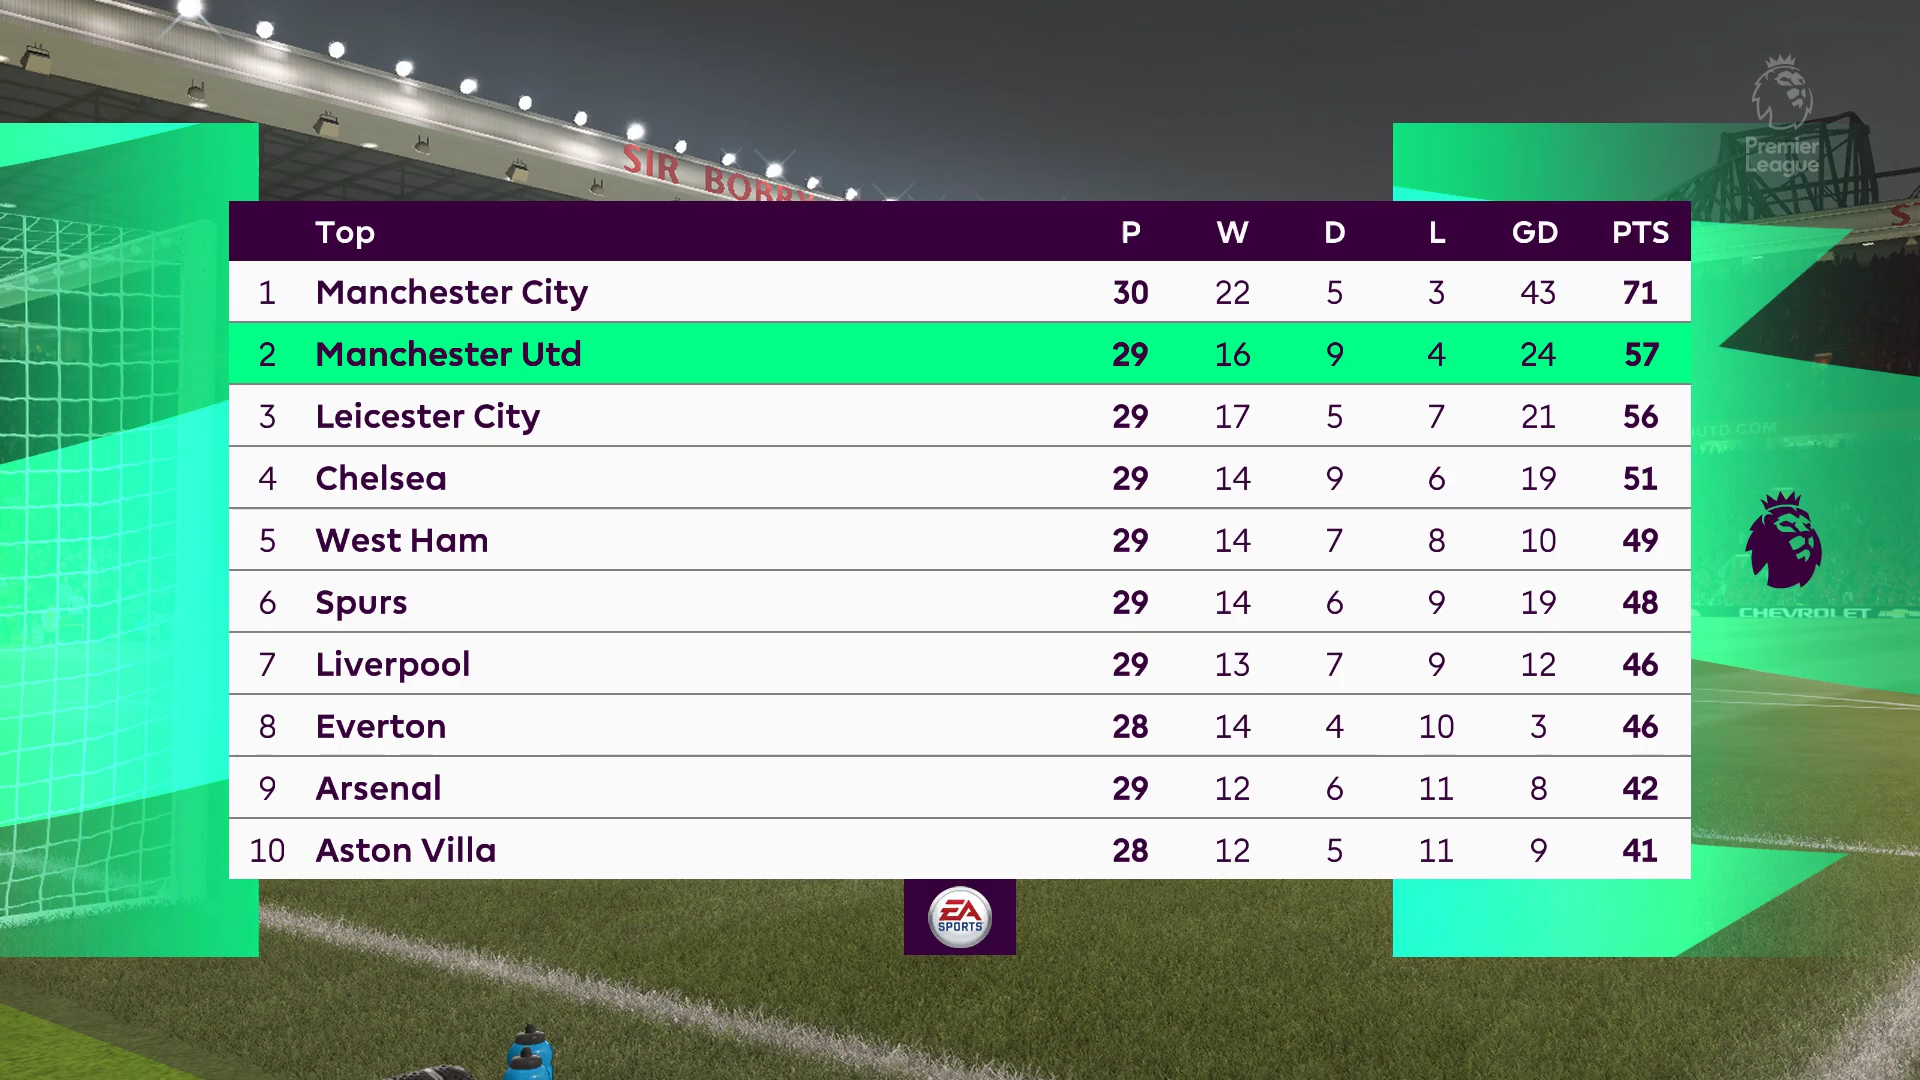 Premier
League
SIR BOBBY
Top P W D L GD PTS
1 Manchester City 30 22 5 3 43 71
2 Manchester Utd 29 16 9 4 24 57
3 Leicester City 29 17 5 7 21 56
4 Chelsea 29 14 9 6 19 51
5 West Ham 29 14 7 8 10 49
6 Spurs 29 14 6 9 19 48
7 Liverpool 29 13 7 9 12 46
8 Everton 28 14 4 10 3 46
9 Arsenal 29 12 6 11 8 42
10 Aston Villa 28 12 5 11 9 41
CHEVROLET
EA
SPORTS